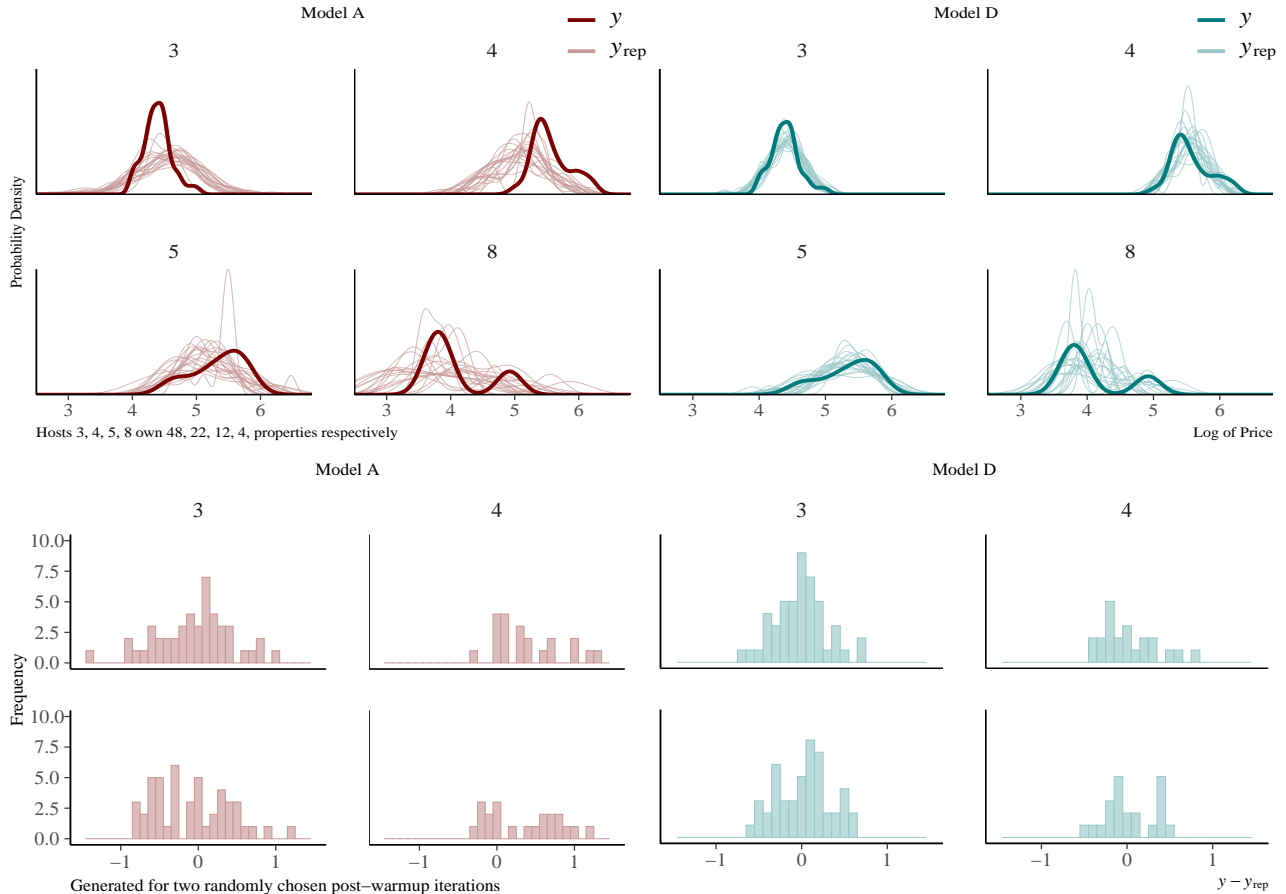 Model A
Model D
y
y rep
y
y rep
3
4
3
4
Probability Density
5
8
5
8
3 4 5 6
3 4 5 6
3 4 5 6
3 4 5 6
Hosts 3, 4, 5, 8 own 48, 22, 12, 4, properties respectively
Log of Price
Model A
Model D
3
4
3
4
10.0
7.5
5.0
2.5
0.0
Frequency
10.0
7.5
5.0
2.5
0.0
−1 0 1
−1 0 1
−1 0 1
−1 0 1
Generated for two randomly chosen post−warmup iterations
y − y rep